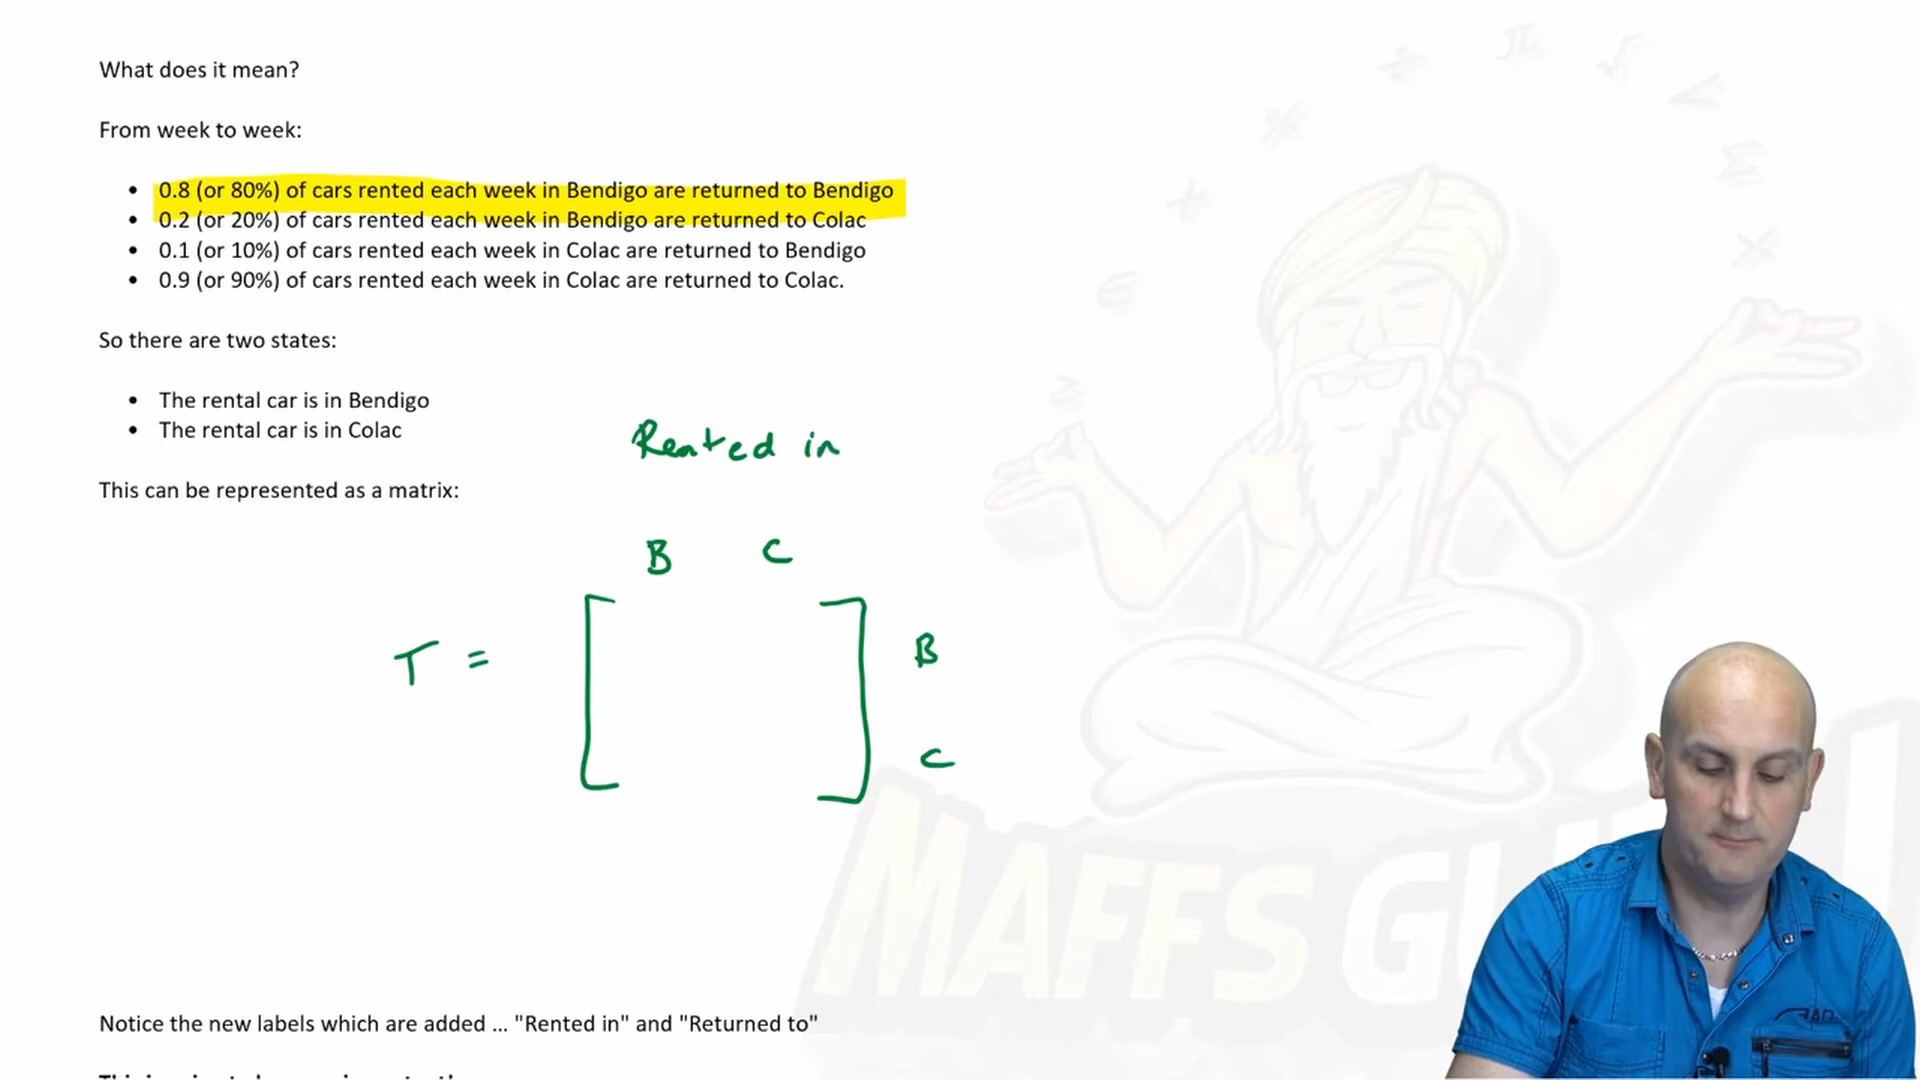 What does it mean?
From week to week:
• 0.8 (or 80%) of cars rented each week in Bendigo are returned to Bendigo
• 0.2 (or 20%) of cars rented each week in Bendigo are returned to Colac
• 0.1 (or 10%) of cars rented each week in Colac are returned to Bendigo
• 0.9 (or 90%) of cars rented each week in Colac are returned to Colac.
So there are two states:
• The rental car is in Bendigo
• The rental car is in Colac
Rented in
This can be represented as a matrix:
B C
T = [ ] B
C
MAFFS GU
Notice the new labels which are added ... "Rented in" and "Returned to"